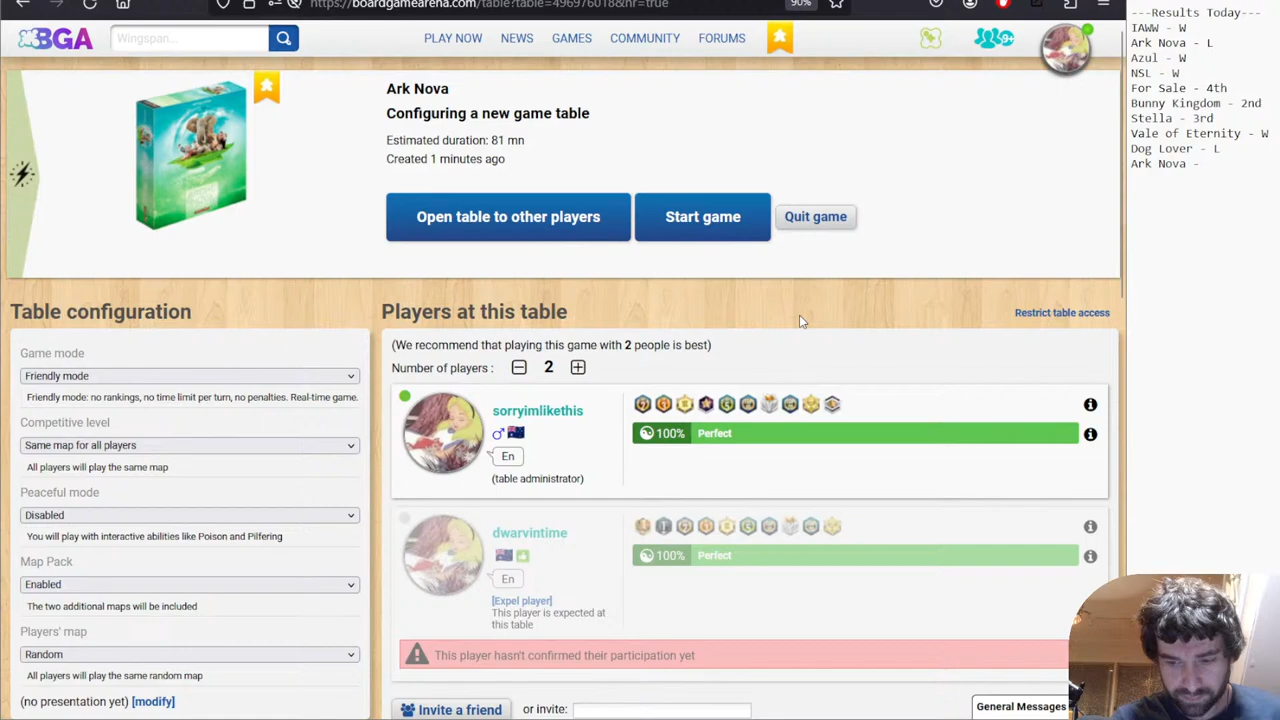 https://boardgamearena.com/table?table=496976018&nr=true
90%
BGA
Wingspan.
PLAY NOW
NEWS
GAMES
COMMUNITY
FORUMS
9+
Ark Nova
Configuring a new game table
Estimated duration: 81 mn
Created 1 minutes ago
Open table to other players
Start game
Quit game
Table configuration
Game mode
Friendly mode
Friendly mode: no rankings, no time limit per turn, no penalties. Real-time game.
Competitive level
Same map for all players
All players will play the same map
Peaceful mode
Disabled
You will play with interactive abilities like Poison and Pilfering
Map Pack
Enabled
The two additional maps will be included
Players' map
Random
All players will play the same random map
(no presentation yet) [modify]
Players at this table
Restrict table access
(We recommend that playing this game with 2 people is best)
Number of players :
2
sorryimlikethis
En
(table administrator)
100% Perfect
dwarvintime
En
[Expel player]
This player is expected at
this table
100% Perfect
This player hasn't confirmed their participation yet
Invite a friend
or invite:
General Messages
---Results Today---
IAWW - W
Ark Nova - L
Azul - W
NSL - W
For Sale - 4th
Bunny Kingdom - 2nd
Stella - 3rd
Vale of Eternity - W
Dog Lover - L
Ark Nova -